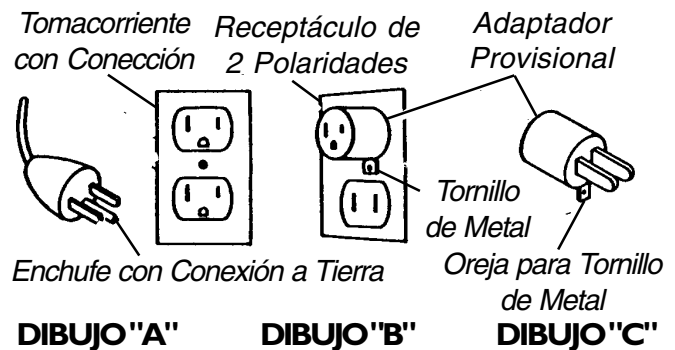 Tomacorriente
con Conección
Receptáculo de
2 Polaridades
Adaptador
Provisional
Tornillo
de Metal
Enchufe con Conexión a Tierra
Oreja para Tornillo
de Metal
DIBUJO "A"
DIBUJO "B"
DIBUJO "C"